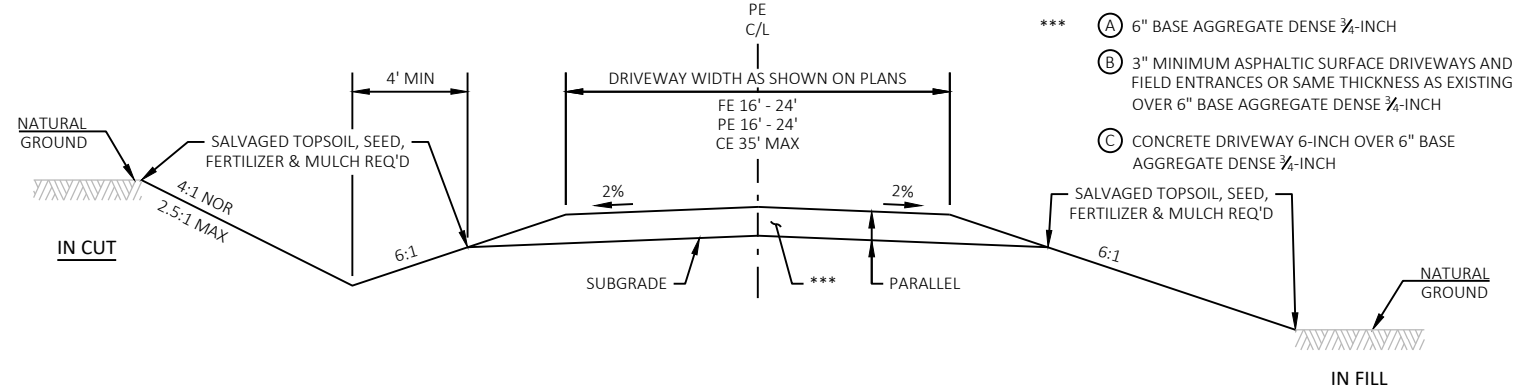 PE
C/L
*** A 6" BASE AGGREGATE DENSE ¾-INCH
B 3" MINIMUM ASPHALTIC SURFACE DRIVEWAYS AND
FIELD ENTRANCES OR SAME THICKNESS AS EXISTING
OVER 6" BASE AGGREGATE DENSE ¾-INCH
C CONCRETE DRIVEWAY 6-INCH OVER 6" BASE
AGGREGATE DENSE ¾-INCH
4' MIN
DRIVEWAY WIDTH AS SHOWN ON PLANS
FE 16' - 24'
PE 16' - 24'
CE 35' MAX
NATURAL
GROUND
SALVAGED TOPSOIL, SEED,
FERTILIZER & MULCH REQ'D
4:1 NOR
2.5:1 MAX
IN CUT
6:1
2%
2%
SUBGRADE
***
PARALLEL
SALVAGED TOPSOIL, SEED,
FERTILIZER & MULCH REQ'D
6:1
NATURAL
GROUND
IN FILL